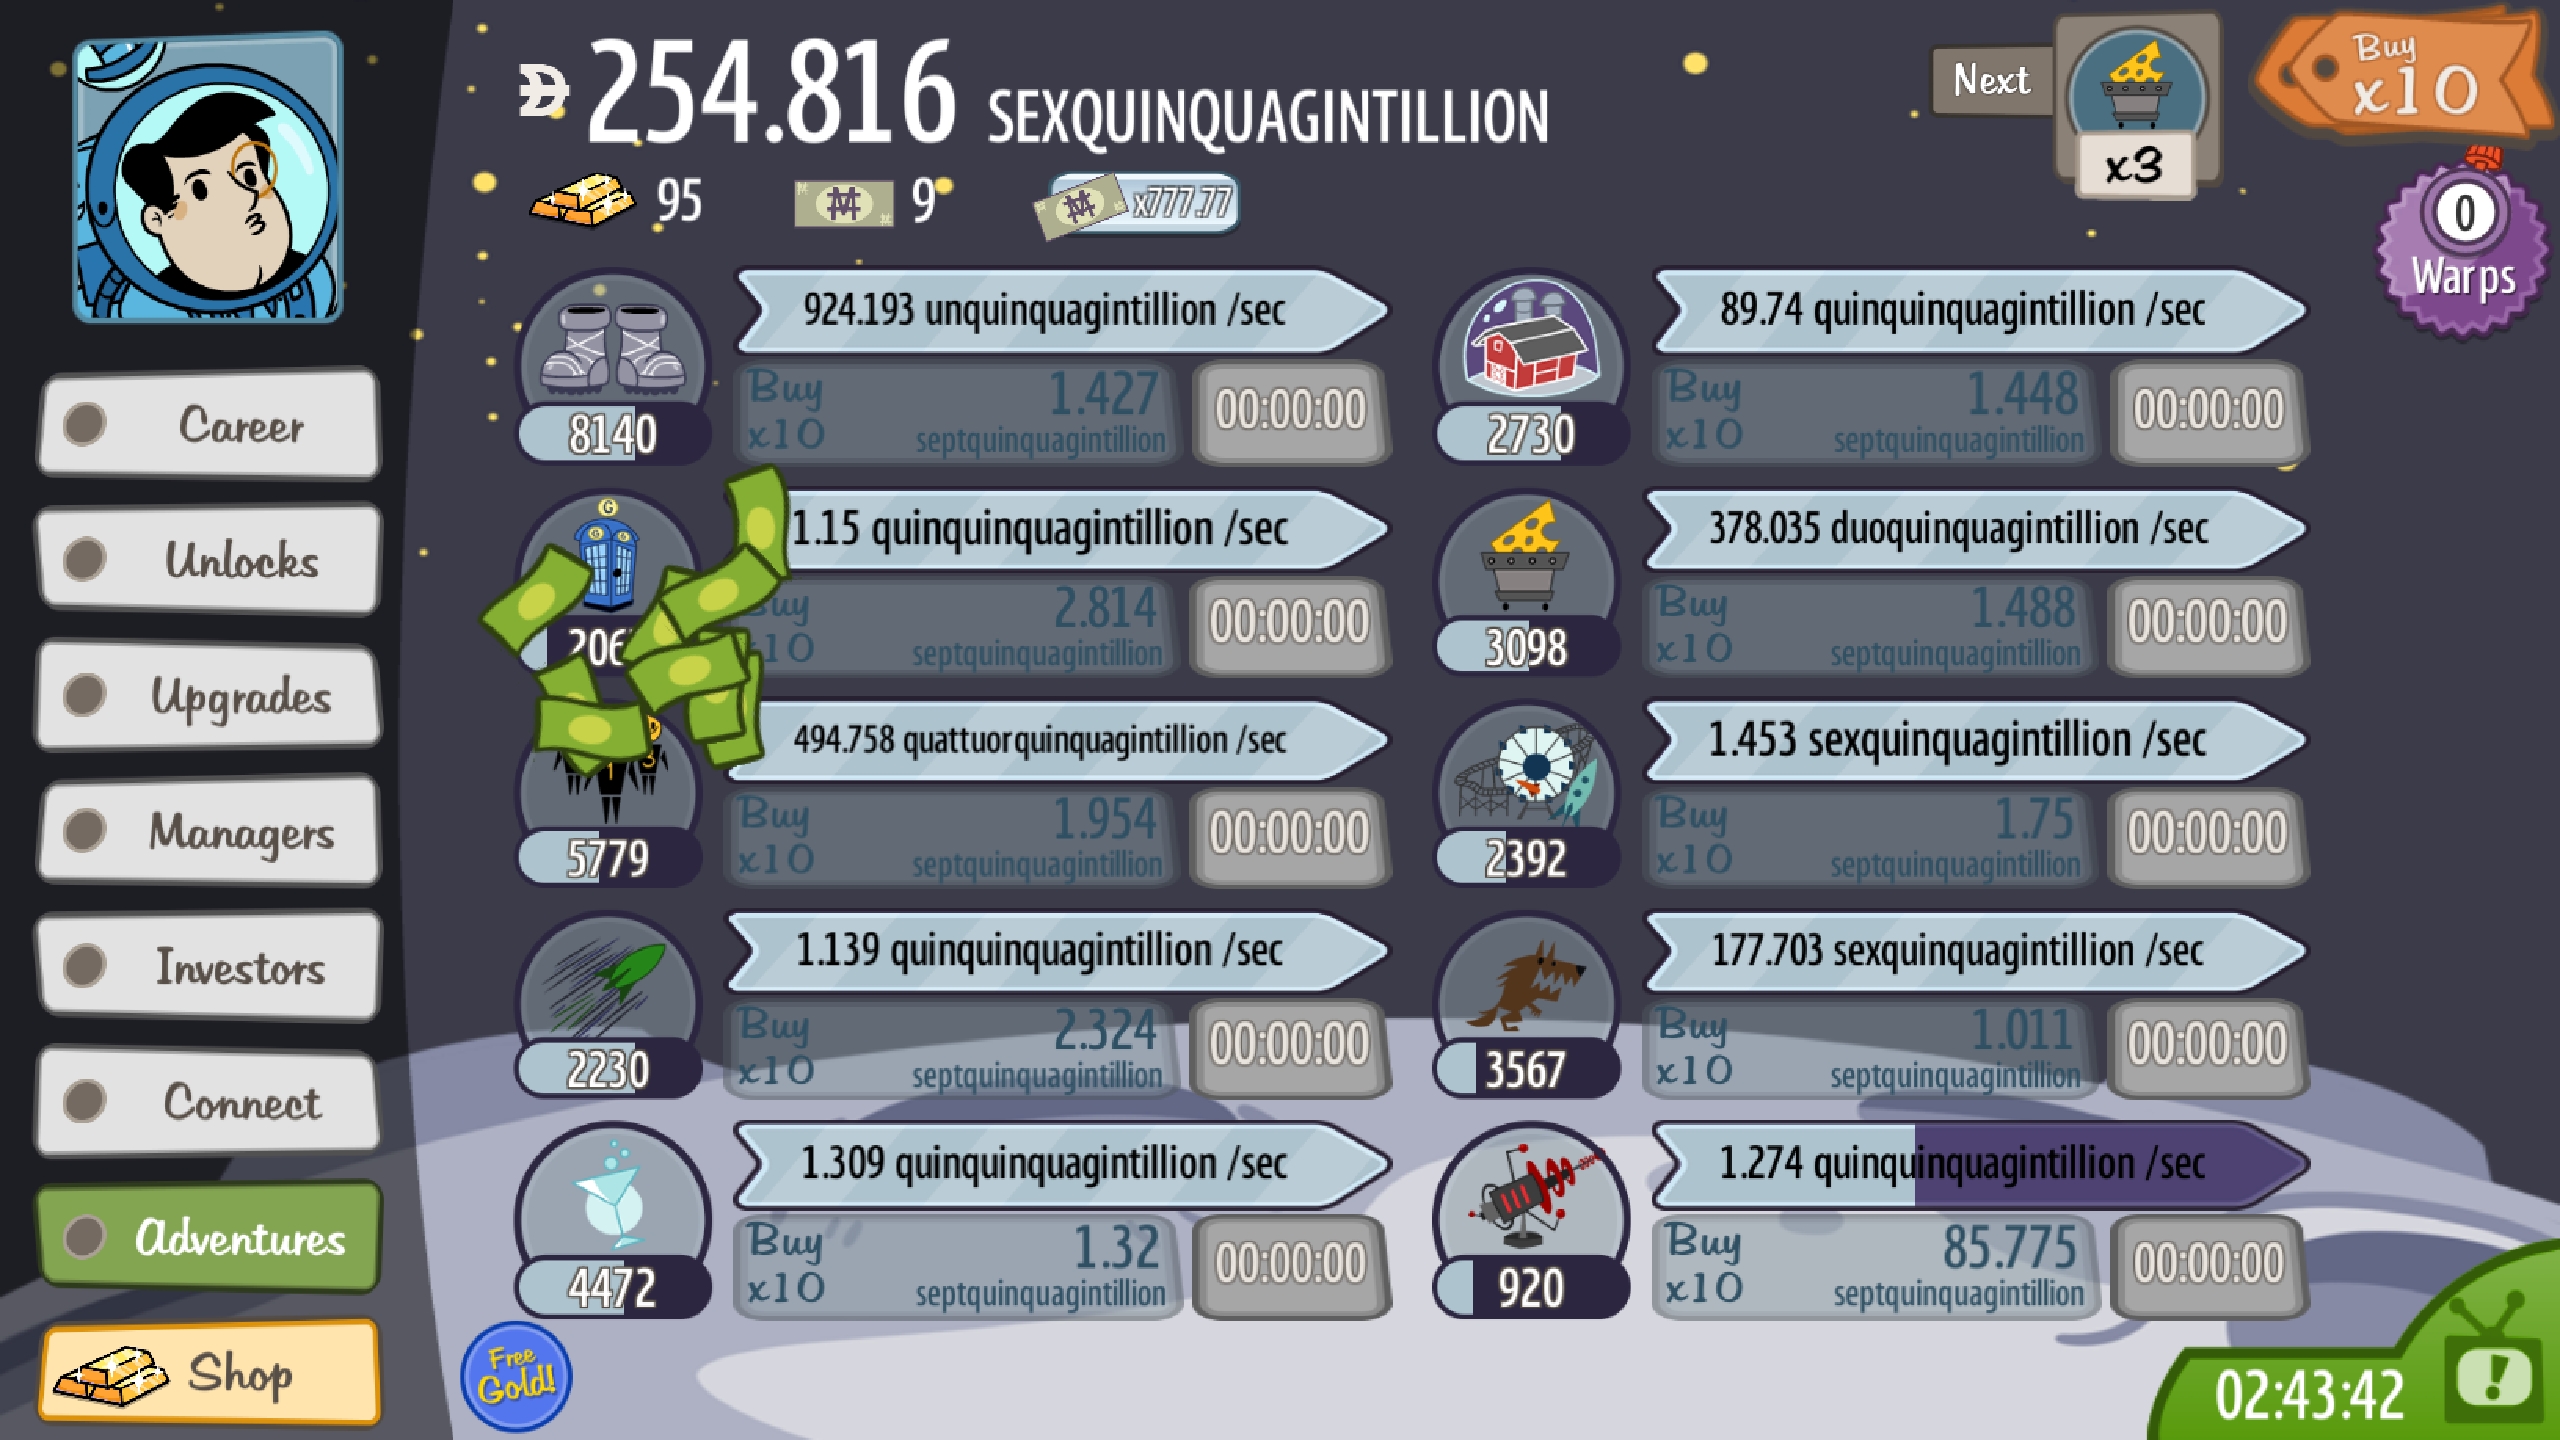 254.816 SEXQUINQUAGINTILLION
95
9
x777.77
Next
x3
Buy
x10
0
Warps
Career
Unlocks
Upgrades
Managers
Investors
Connect
Adventures
Shop
924.193 unquinquagintillion /sec
Buy
x10
1.427
septquinquagintillion
00:00:00
8140
89.74 quinquinquagintillion /sec
Buy
x10
1.448
septquinquagintillion
00:00:00
2730
G
1.15 quinquinquagintillion /sec
Buy
x10
2.814
septquinquagintillion
00:00:00
378.035 duoquinquagintillion /sec
Buy
x10
1.488
septquinquagintillion
00:00:00
3098
494.758 quattuorquinquagintillion /sec
1
3
Buy
x10
1.954
septquinquagintillion
00:00:00
5779
1.453 sexquinquagintillion /sec
Buy
x10
1.75
septquinquagintillion
00:00:00
2392
1.139 quinquinquagintillion /sec
Buy
x10
2.324
septquinquagintillion
00:00:00
2230
177.703 sexquinquagintillion /sec
Buy
x10
1.011
septquinquagintillion
00:00:00
3567
1.309 quinquinquagintillion /sec
Buy
x10
1.32
septquinquagintillion
00:00:00
4472
1.274 quinquinquagintillion /sec
Buy
x10
85.775
septquinquagintillion
00:00:00
920
Free
Gold!
02:43:42
!